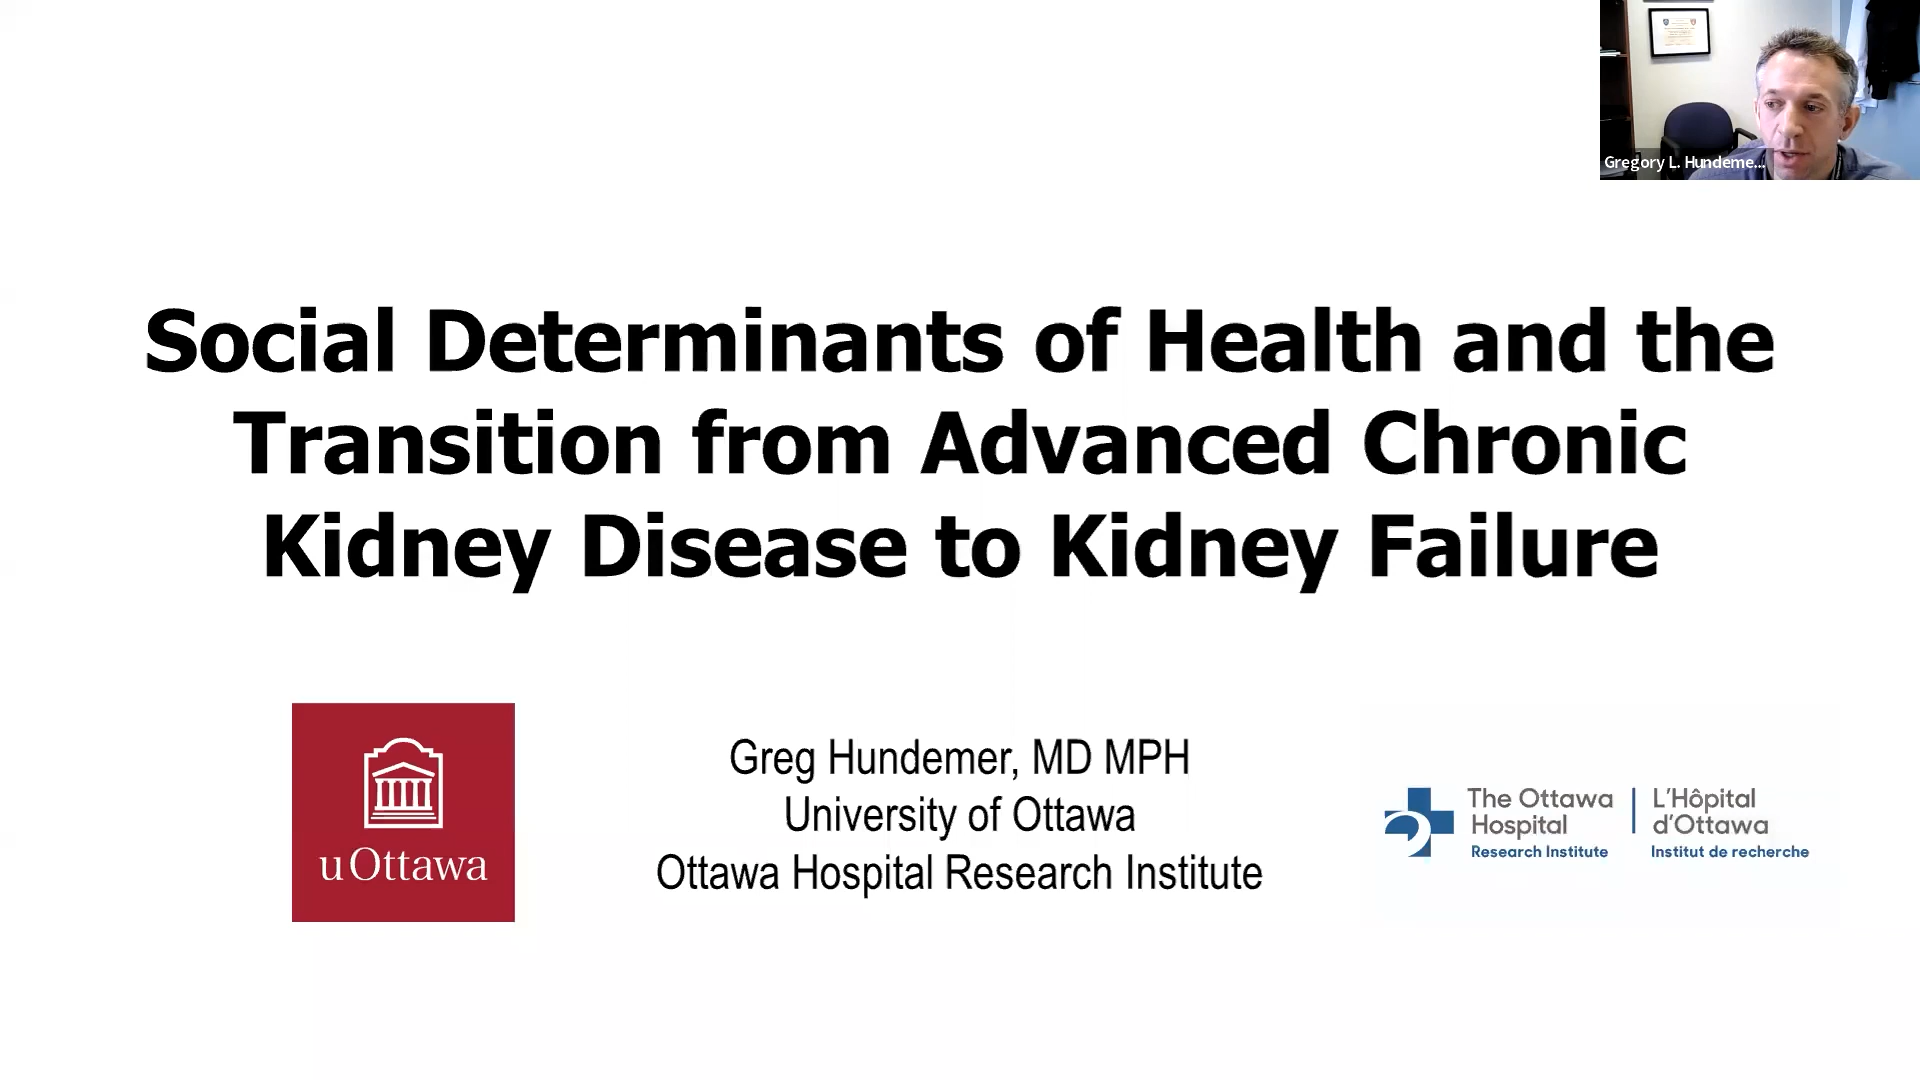 Gregory L. Hundeme...
Social Determinants of Health and the
Transition from Advanced Chronic
Kidney Disease to Kidney Failure
uOttawa
Greg Hundemer, MD MPH
University of Ottawa
Ottawa Hospital Research Institute
The Ottawa
Hospital
Research Institute
L'Hôpital
d'Ottawa
Institut de recherche